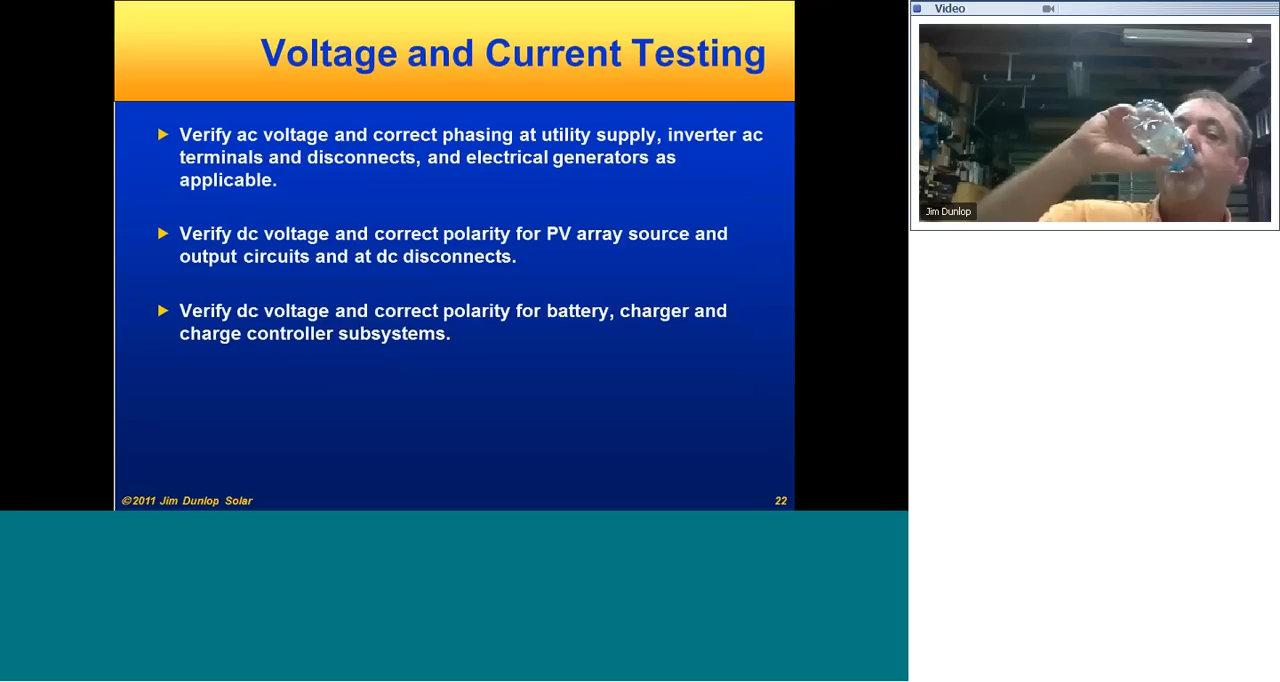 Voltage and Current Testing
Verify ac voltage and correct phasing at utility supply, inverter ac
terminals and disconnects, and electrical generators as
applicable.
Verify dc voltage and correct polarity for PV array source and
output circuits and at dc disconnects.
Verify dc voltage and correct polarity for battery, charger and
charge controller subsystems.
©2011 Jim Dunlop Solar
22
Video
Jim Dunlop